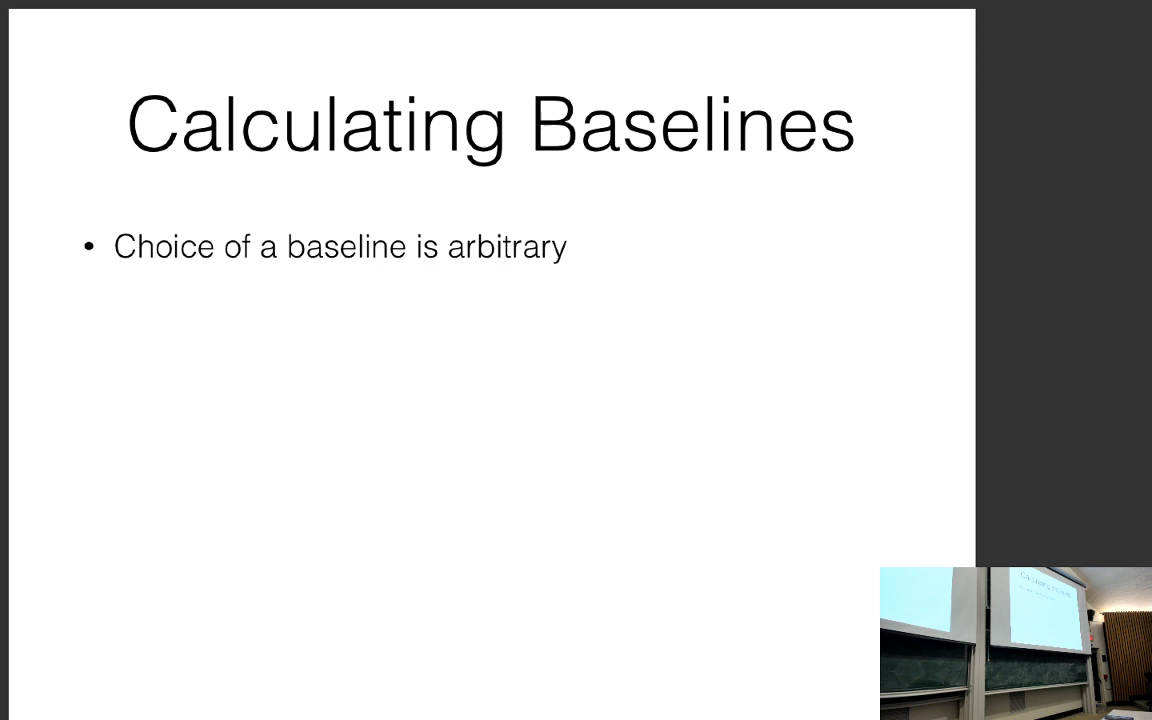 Calculating Baselines
• Choice of a baseline is arbitrary